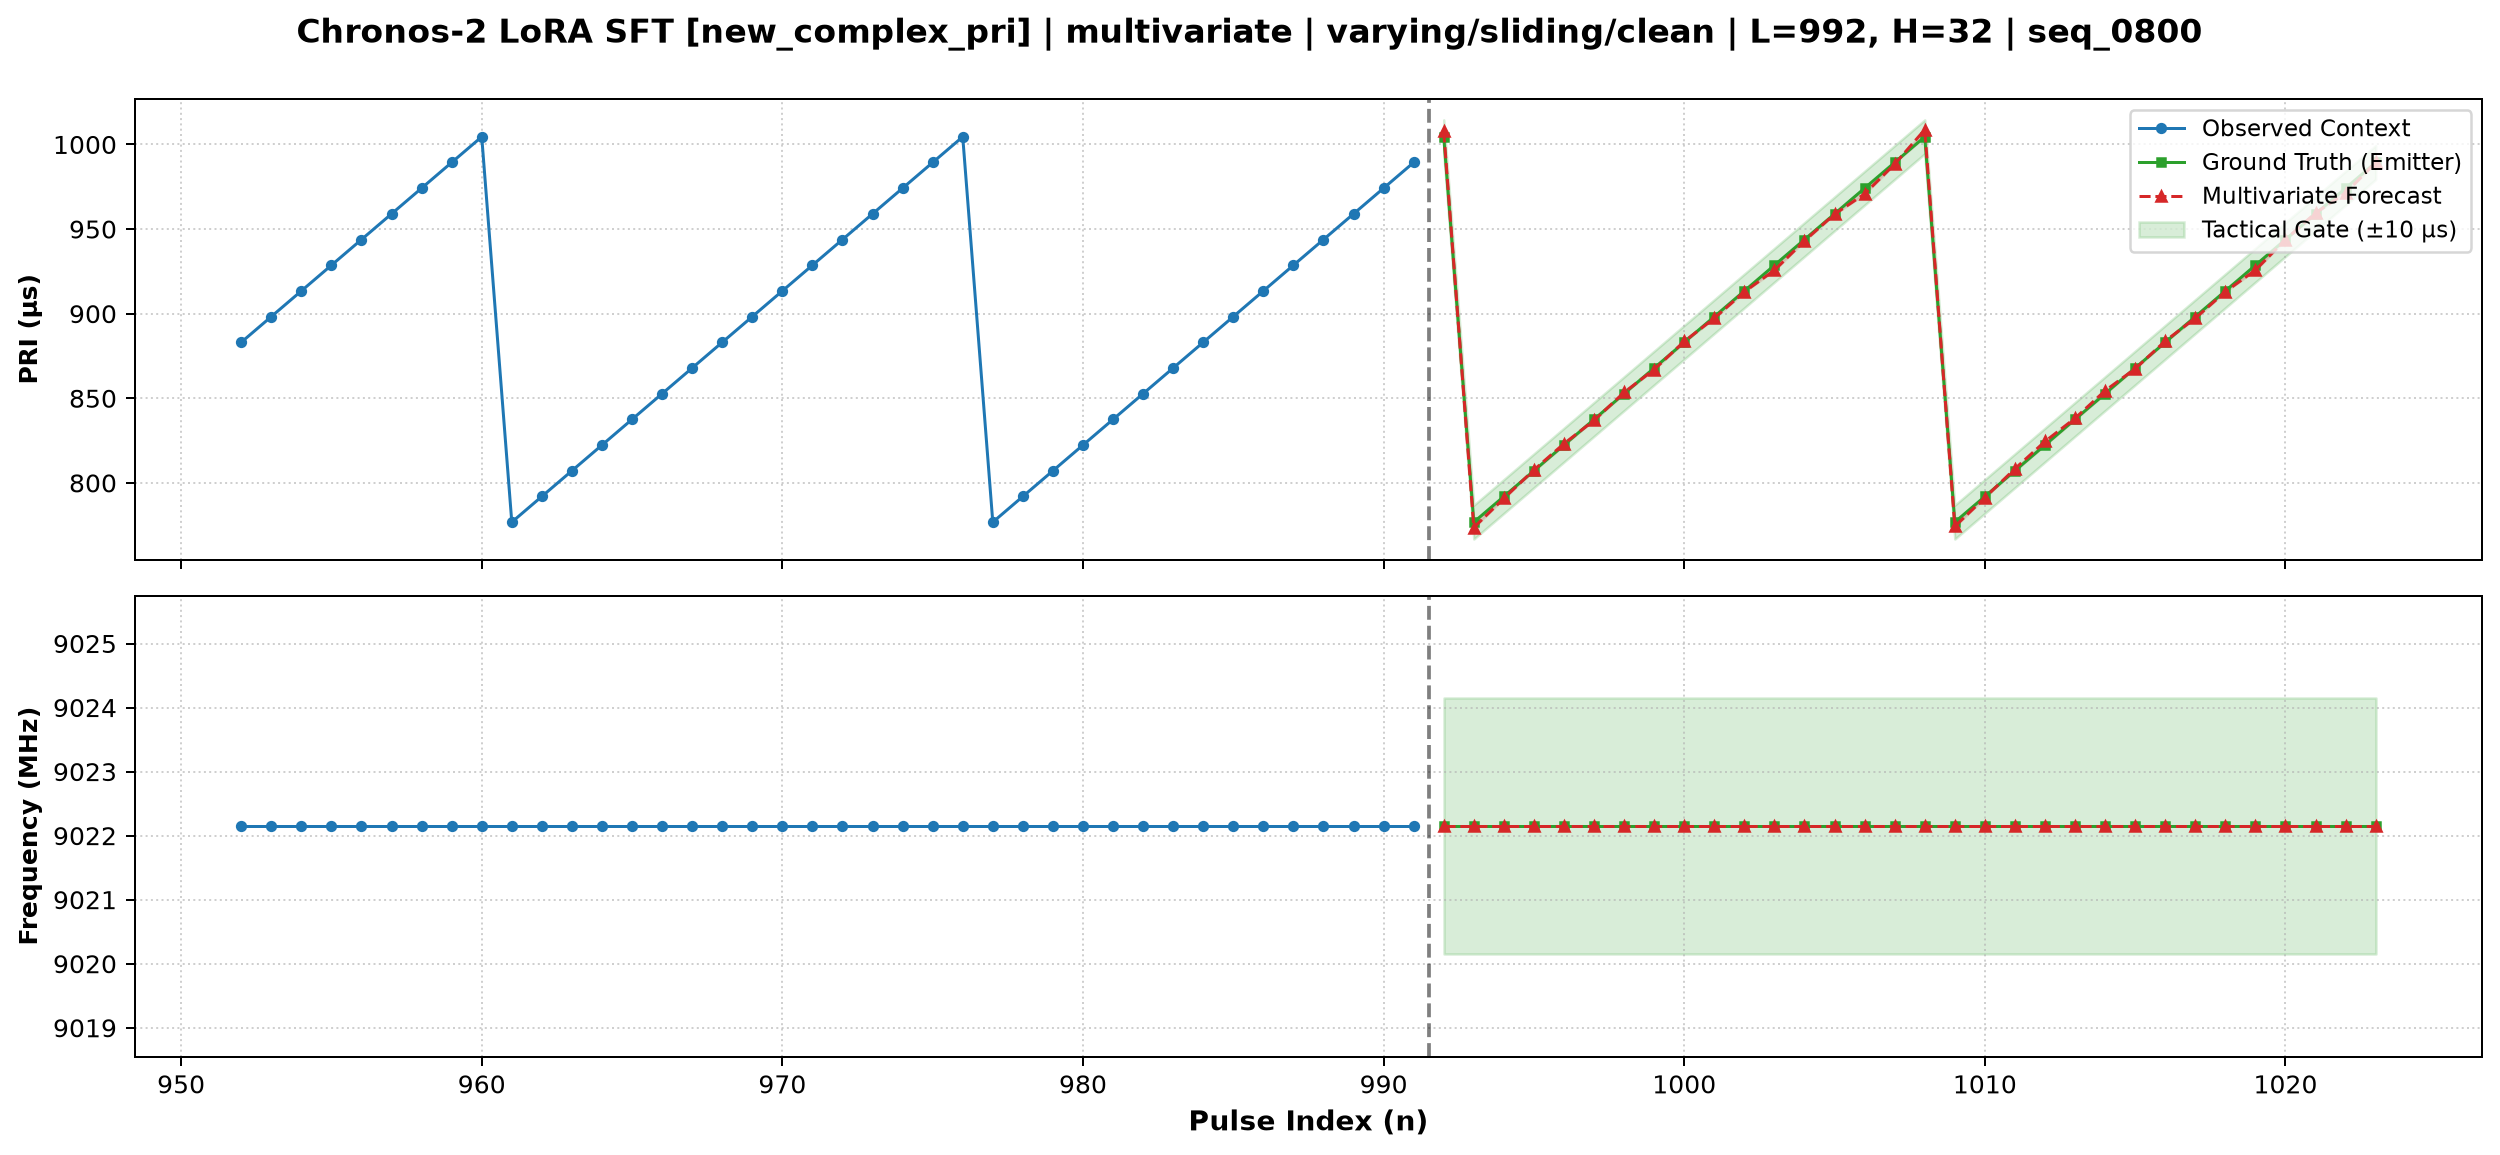 Chronos-2 LoRA SFT [new_complex_pri] | multivariate | varying/sliding/clean | L=992, H=32 | seq_0800
PRI (µs)
1000
950
900
850
800
Observed Context
Ground Truth (Emitter)
Multivariate Forecast
Tactical Gate (±10 µs)
Frequency (MHz)
9025
9024
9023
9022
9021
9020
9019
950 960 970 980 990 1000 1010 1020
Pulse Index (n)